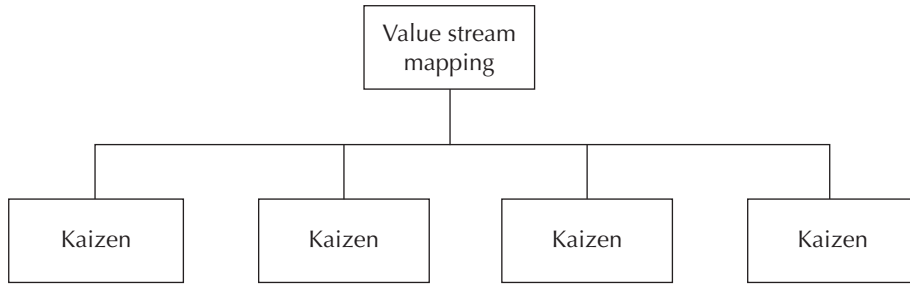 Value stream
mapping
Kaizen
Kaizen
Kaizen
Kaizen